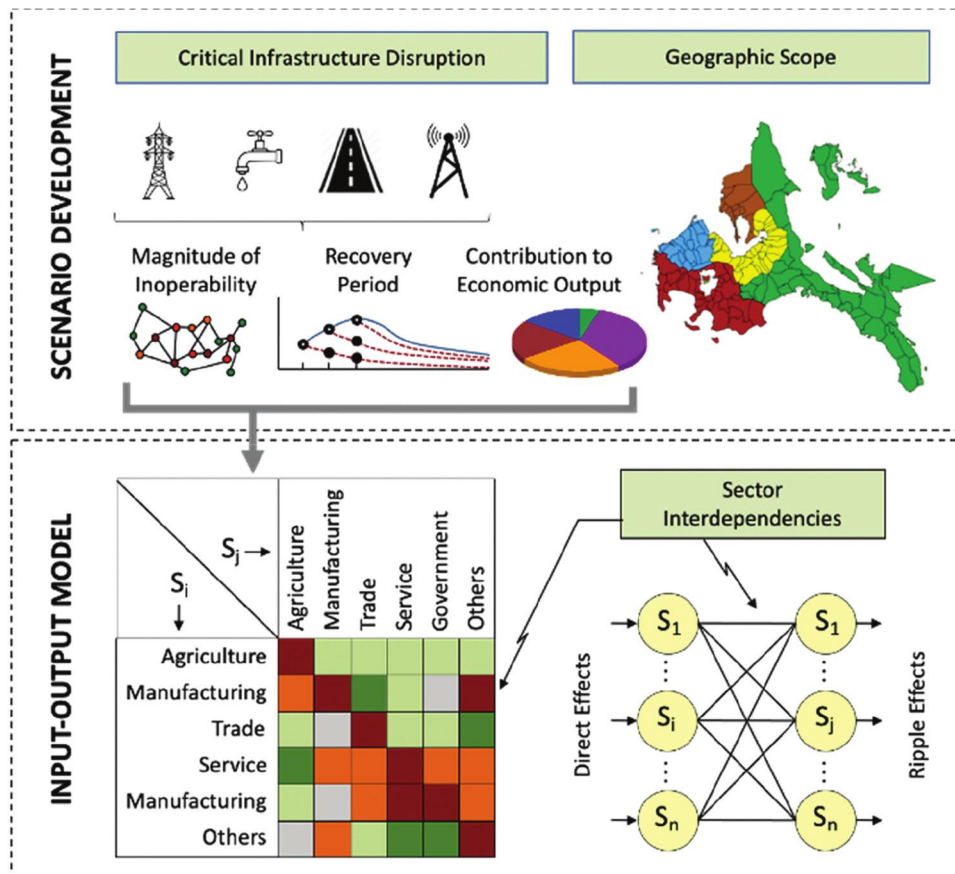 SCENARIO DEVELOPMENT
Critical Infrastructure Disruption
Geographic Scope
Magnitude of
Inoperability
Recovery
Period
Contribution to
Economic Output
INPUT-OUTPUT MODEL
Sj
Si
Agriculture
Manufacturing
Trade
Service
Government
Others
Agriculture
Manufacturing
Trade
Service
Manufacturing
Others
Sector
Interdependencies
Direct Effects
S1
Si
Sn
S1
Sj
Sn
Ripple Effects